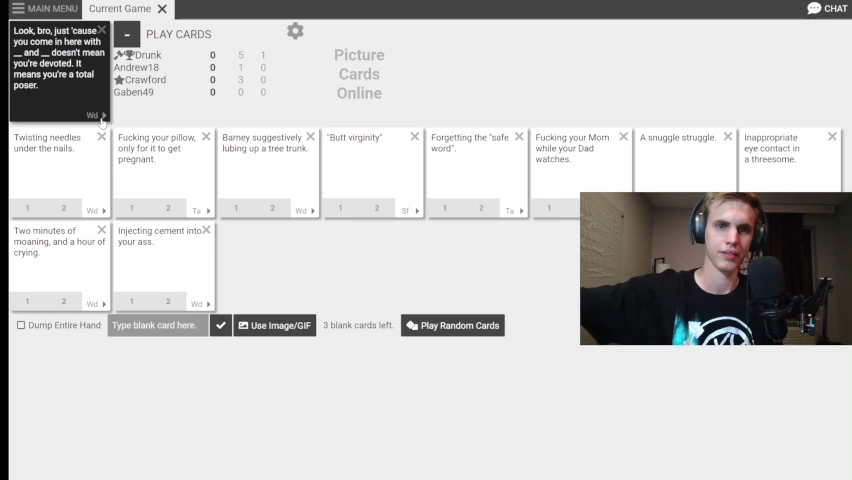 MAIN MENU
Current Game
CHAT
Look, bro, just 'cause
you come in here with
__ and __ doesn't mean
you're devoted. It
means you're a total
poser.
Wd
-
PLAY CARDS
Drunk 0 5 1
Andrew18 0 1 0
Crawford 0 3 0
Gaben49 0 0 0
Picture
Cards
Online
Twisting needles
under the nails.
1 2 Wd
Fucking your pillow,
only for it to get
pregnant.
1 2 Ta
Barney suggestively
lubing up a tree trunk.
1 2 Wd
"Butt virginity"
1 2 Sf
Forgetting the "safe
word".
1 2 Ta
Fucking your Mom
while your Dad
watches.
1
A snuggle struggle.
Inappropriate
eye contact in
a threesome.
Two minutes of
moaning, and a hour of
crying.
1 2 Wd
Injecting cement into
your ass.
1 2 Wd
Dump Entire Hand
Type blank card here.
Use Image/GIF
3 blank cards left.
Play Random Cards